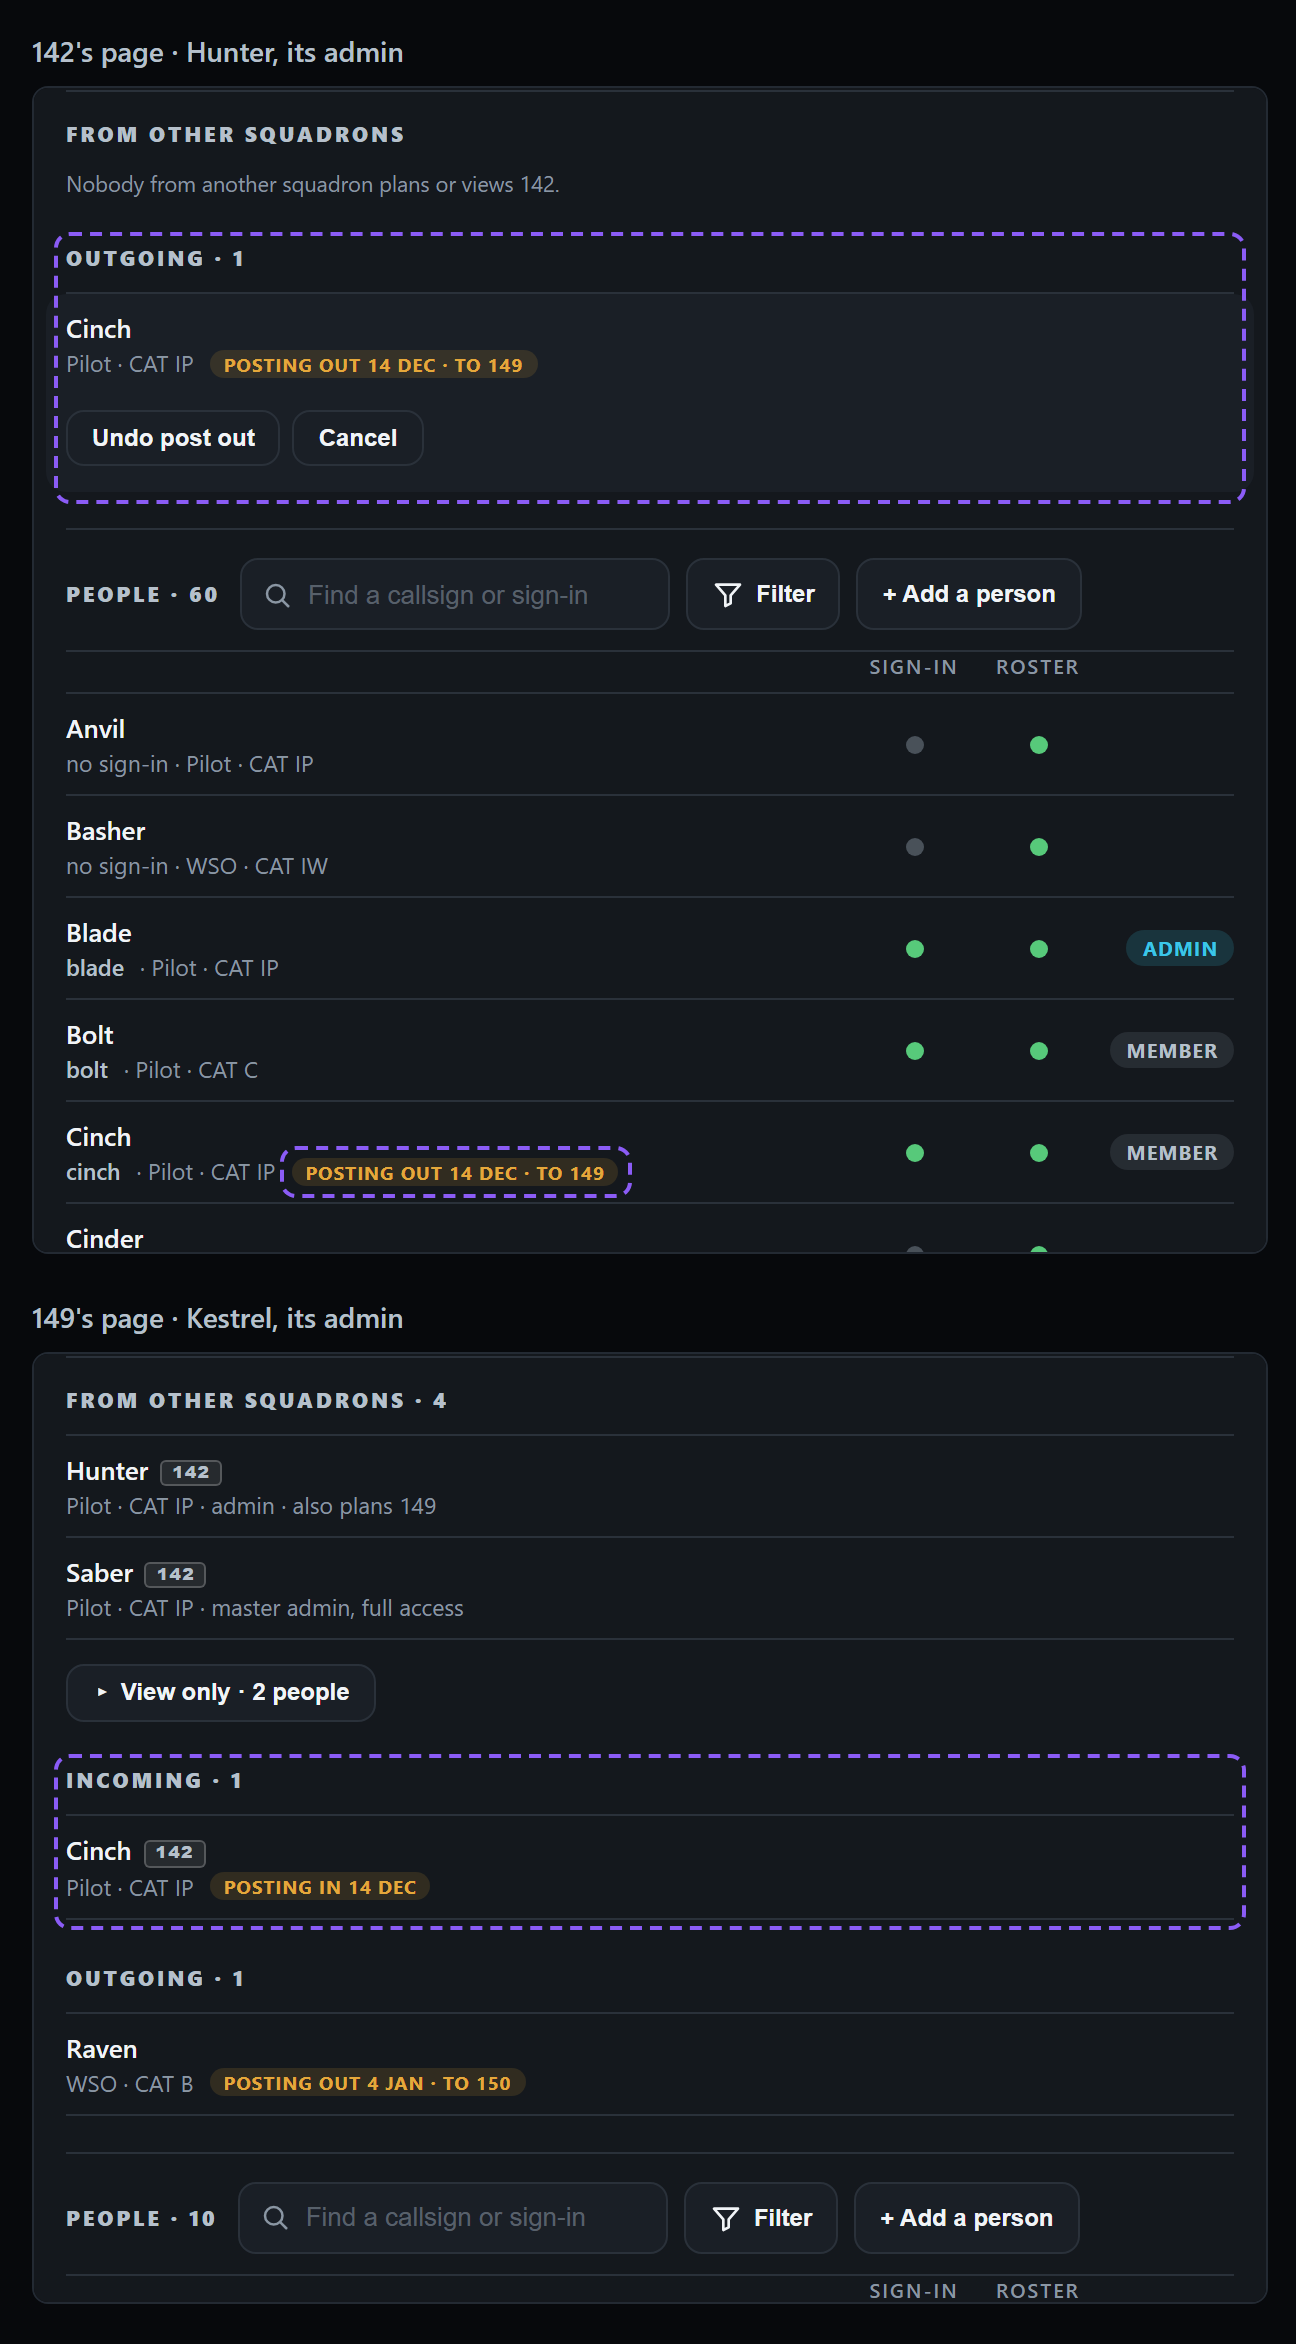 142's page · Hunter, its admin
FROM OTHER SQUADRONS
Nobody from another squadron plans or views 142.
OUTGOING · 1
Cinch
Pilot · CAT IP POSTING OUT 14 DEC · TO 149
Undo post out Cancel
PEOPLE · 60 Find a callsign or sign-in Filter + Add a person
SIGN-IN ROSTER
Anvil
no sign-in · Pilot · CAT IP
Basher
no sign-in · WSO · CAT IW
Blade
blade · Pilot · CAT IP ADMIN
Bolt
bolt · Pilot · CAT C MEMBER
Cinch
cinch · Pilot · CAT IP POSTING OUT 14 DEC · TO 149 MEMBER
Cinder
149's page · Kestrel, its admin
FROM OTHER SQUADRONS · 4
Hunter 142
Pilot · CAT IP · admin · also plans 149
Saber 142
Pilot · CAT IP · master admin, full access
▸ View only · 2 people
INCOMING · 1
Cinch 142
Pilot · CAT IP POSTING IN 14 DEC
OUTGOING · 1
Raven
WSO · CAT B POSTING OUT 4 JAN · TO 150
PEOPLE · 10 Find a callsign or sign-in Filter + Add a person
SIGN-IN ROSTER